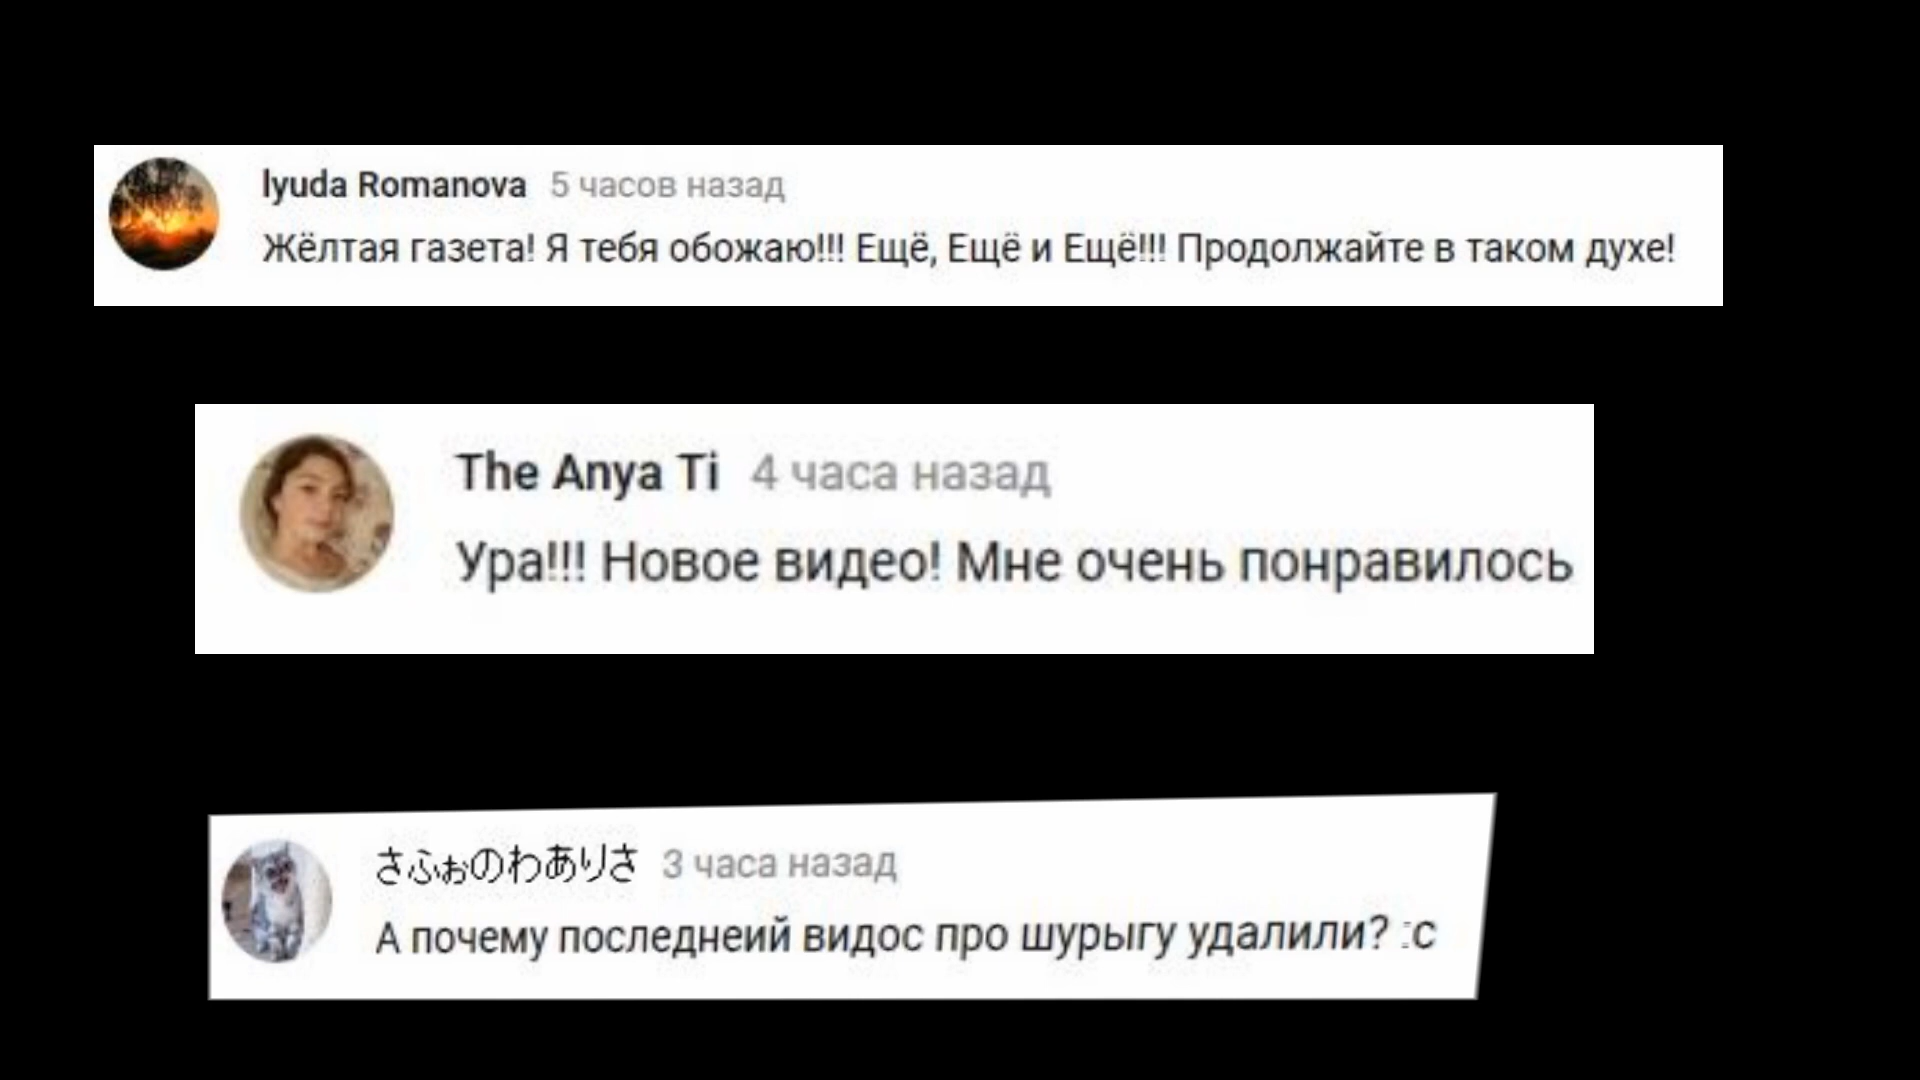 lyuda Romanova 5 часов назад
Жёлтая газета! Я тебя обожаю!!! Ещё, Ещё и Ещё!!! Продолжайте в таком духе!
The Anya Ti 4 часа назад
Ура!!! Новое видео! Мне очень понравилось
さふぉのわありさ 3 часа назад
А почему последнеий видос про шурыгу удалили? :с